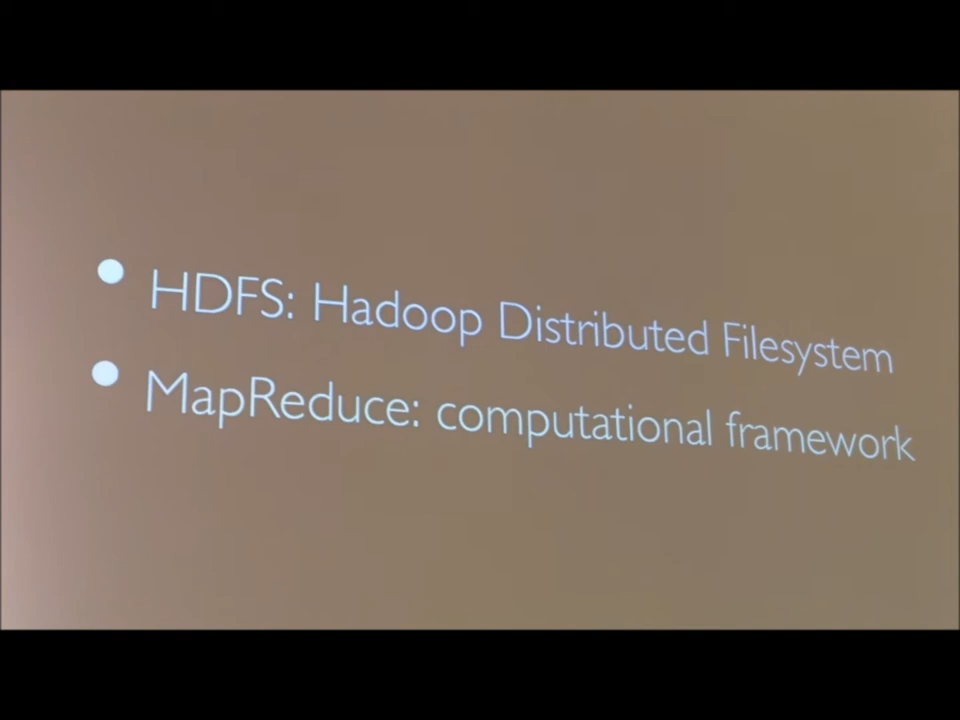 • HDFS: Hadoop Distributed Filesystem
• MapReduce: computational framework